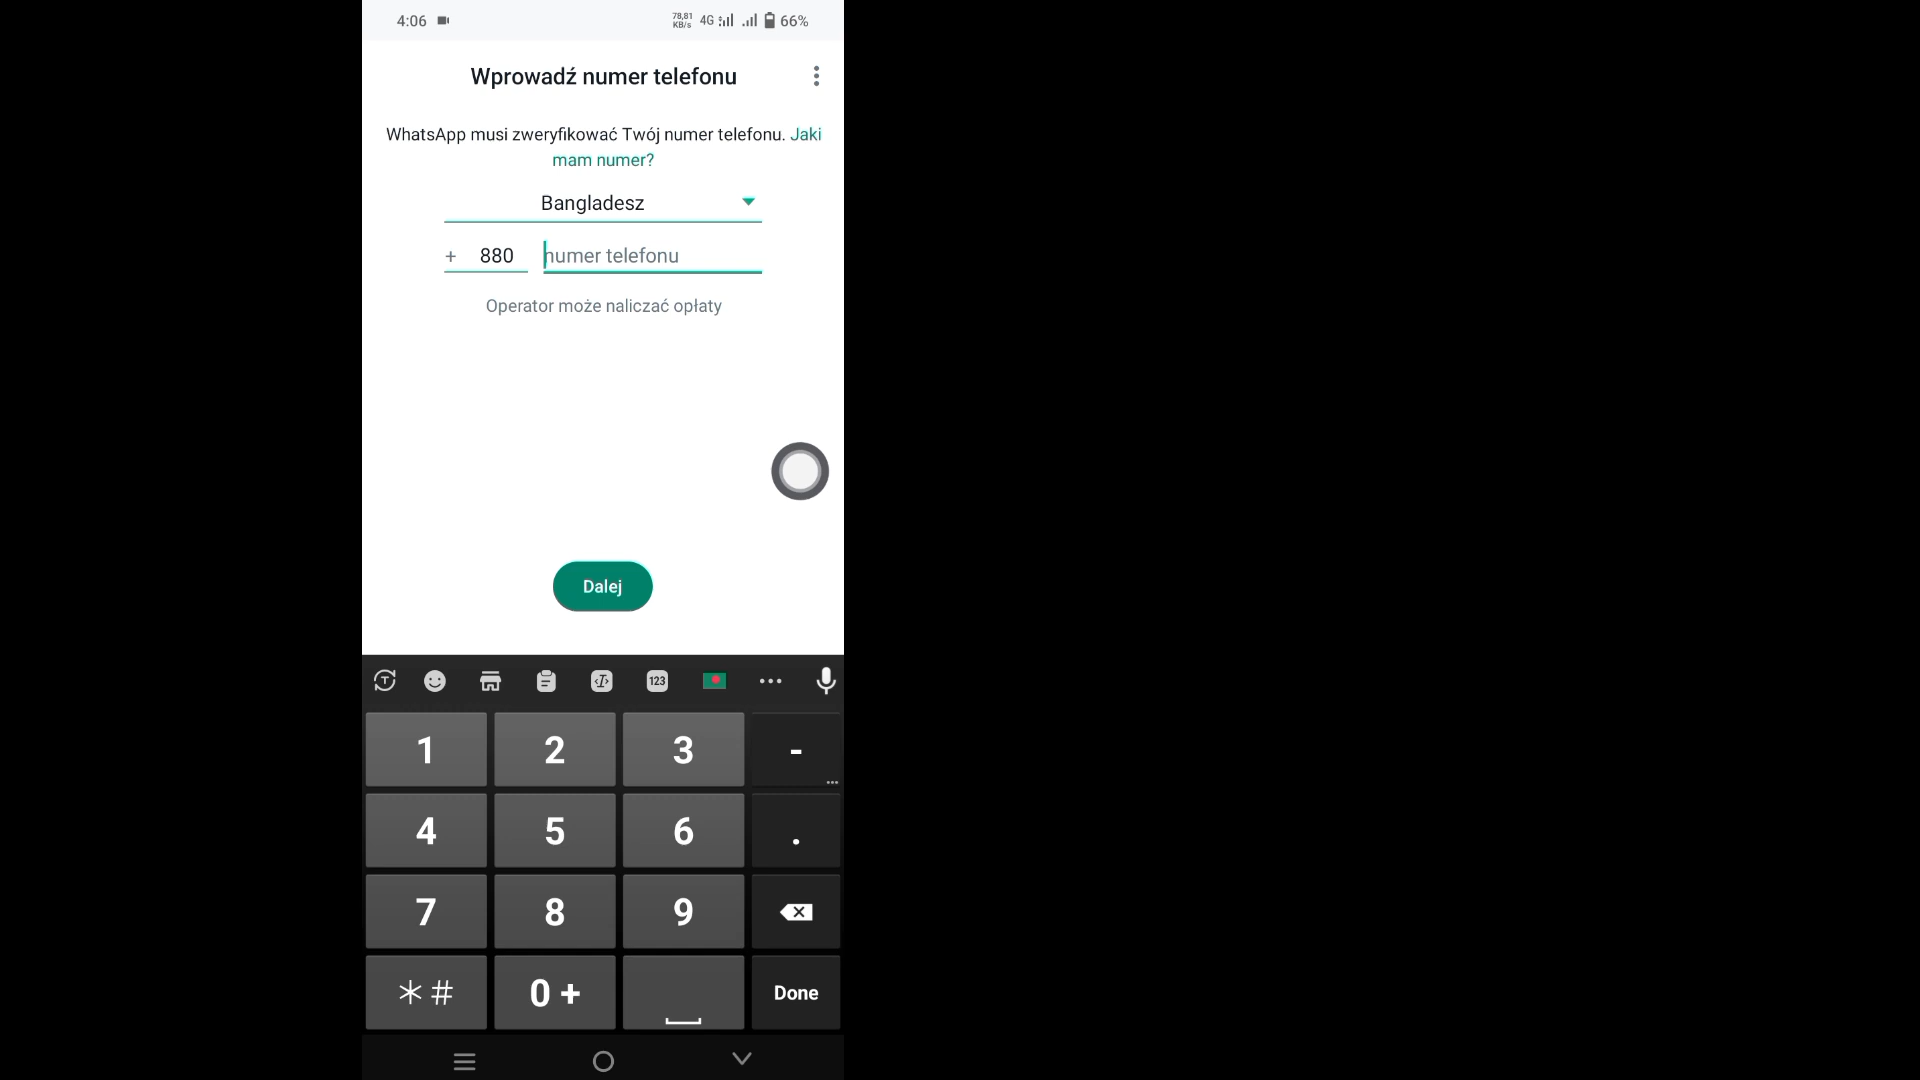 4:06
78,81 KB/s 4G 66%
Wprowadź numer telefonu
WhatsApp musi zweryfikować Twój numer telefonu. Jaki
mam numer?
Bangladesz
+ 880 numer telefonu
Operator może naliczać opłaty
Dalej
123
1 2 3 -
4 5 6 .
7 8 9
*# 0 + Done